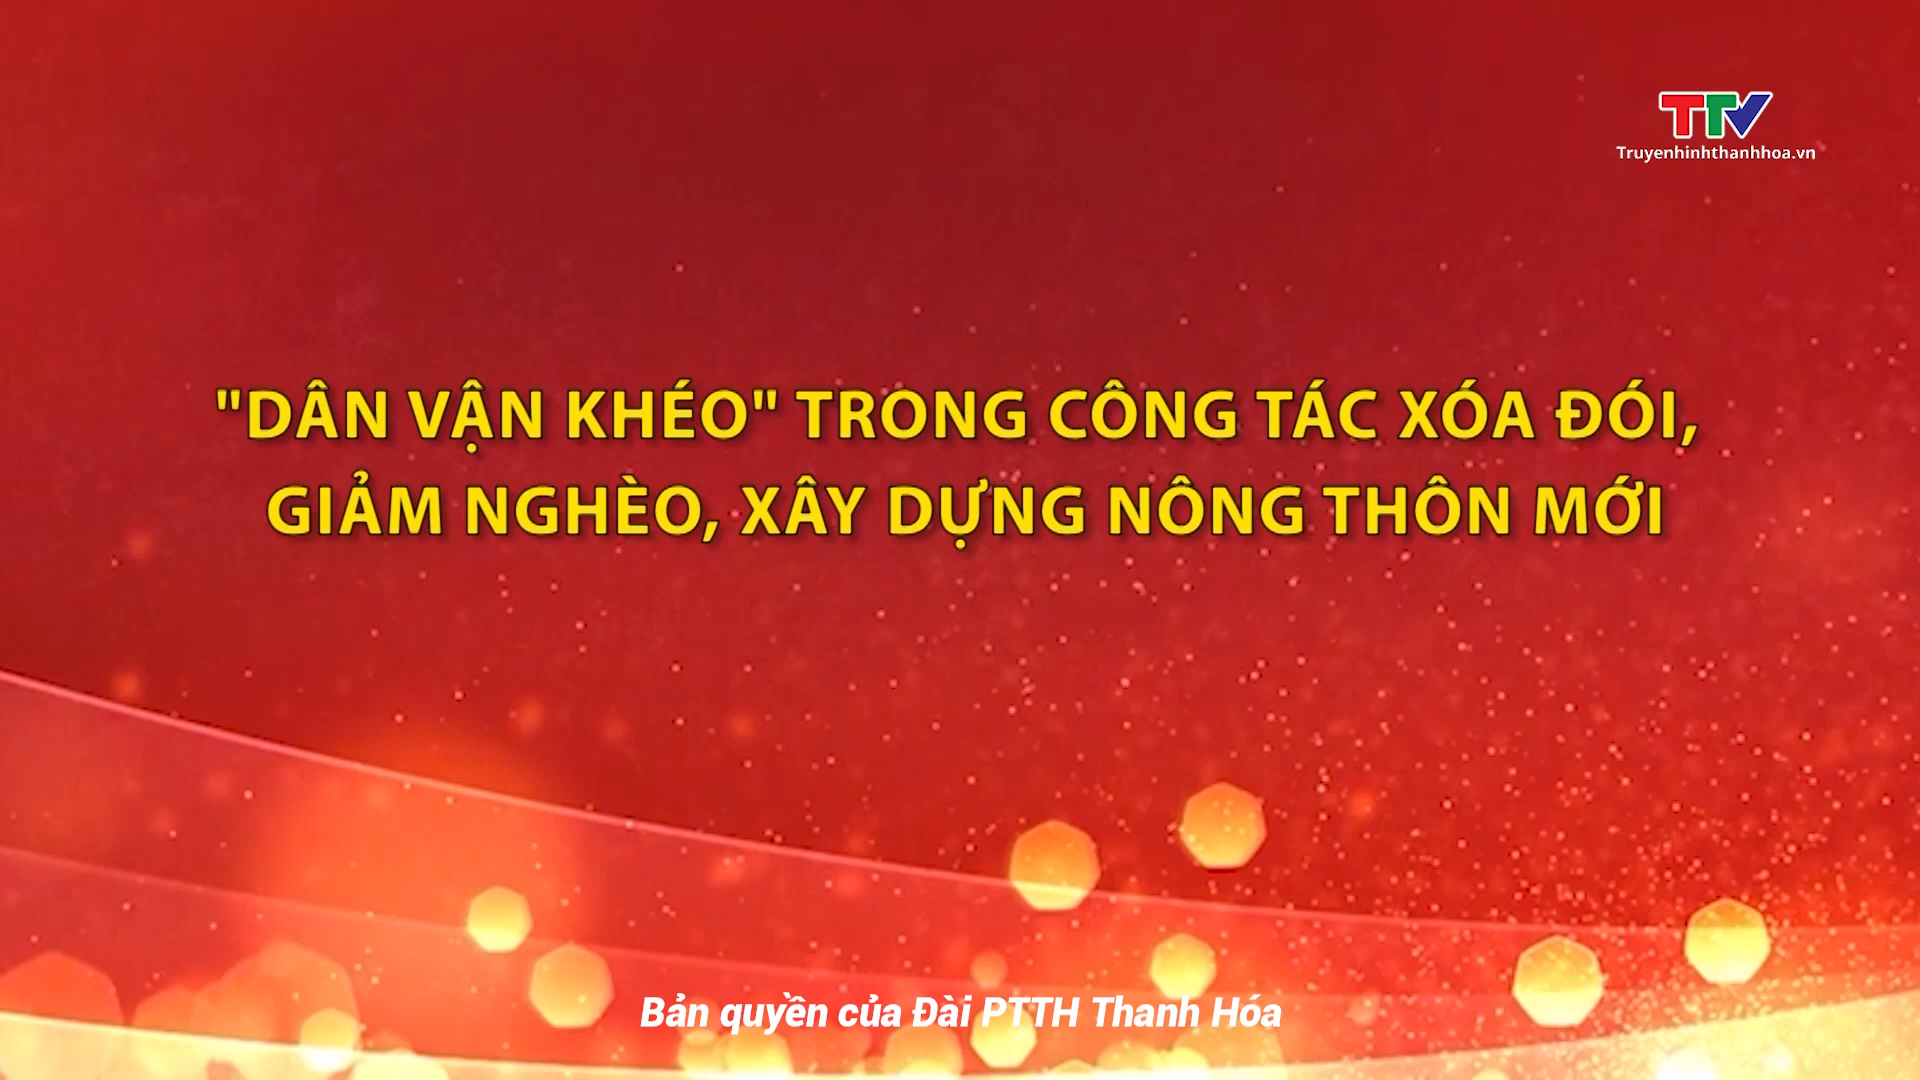 TTV
Truyenhinhthanhhoa.vn
"DÂN VẬN KHÉO" TRONG CÔNG TÁC XÓA ĐÓI,
GIẢM NGHÈO, XÂY DỰNG NÔNG THÔN MỚI
Bản quyền của Đài PTTH Thanh Hóa